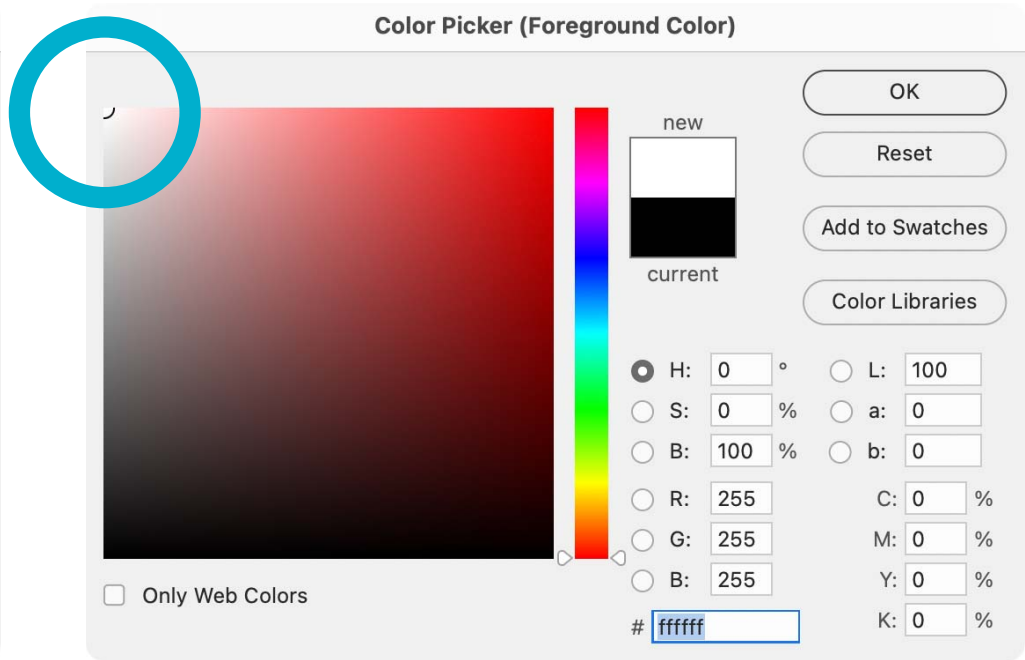 Color Picker (Foreground Color)
OK
new
Reset
Add to Swatches
current
Color Libraries
H: 0 °
L: 100
S: 0 %
a: 0
B: 100 %
b: 0
R: 255
C: 0 %
G: 255
M: 0 %
B: 255
Y: 0 %
Only Web Colors
# ffffff
K: 0 %